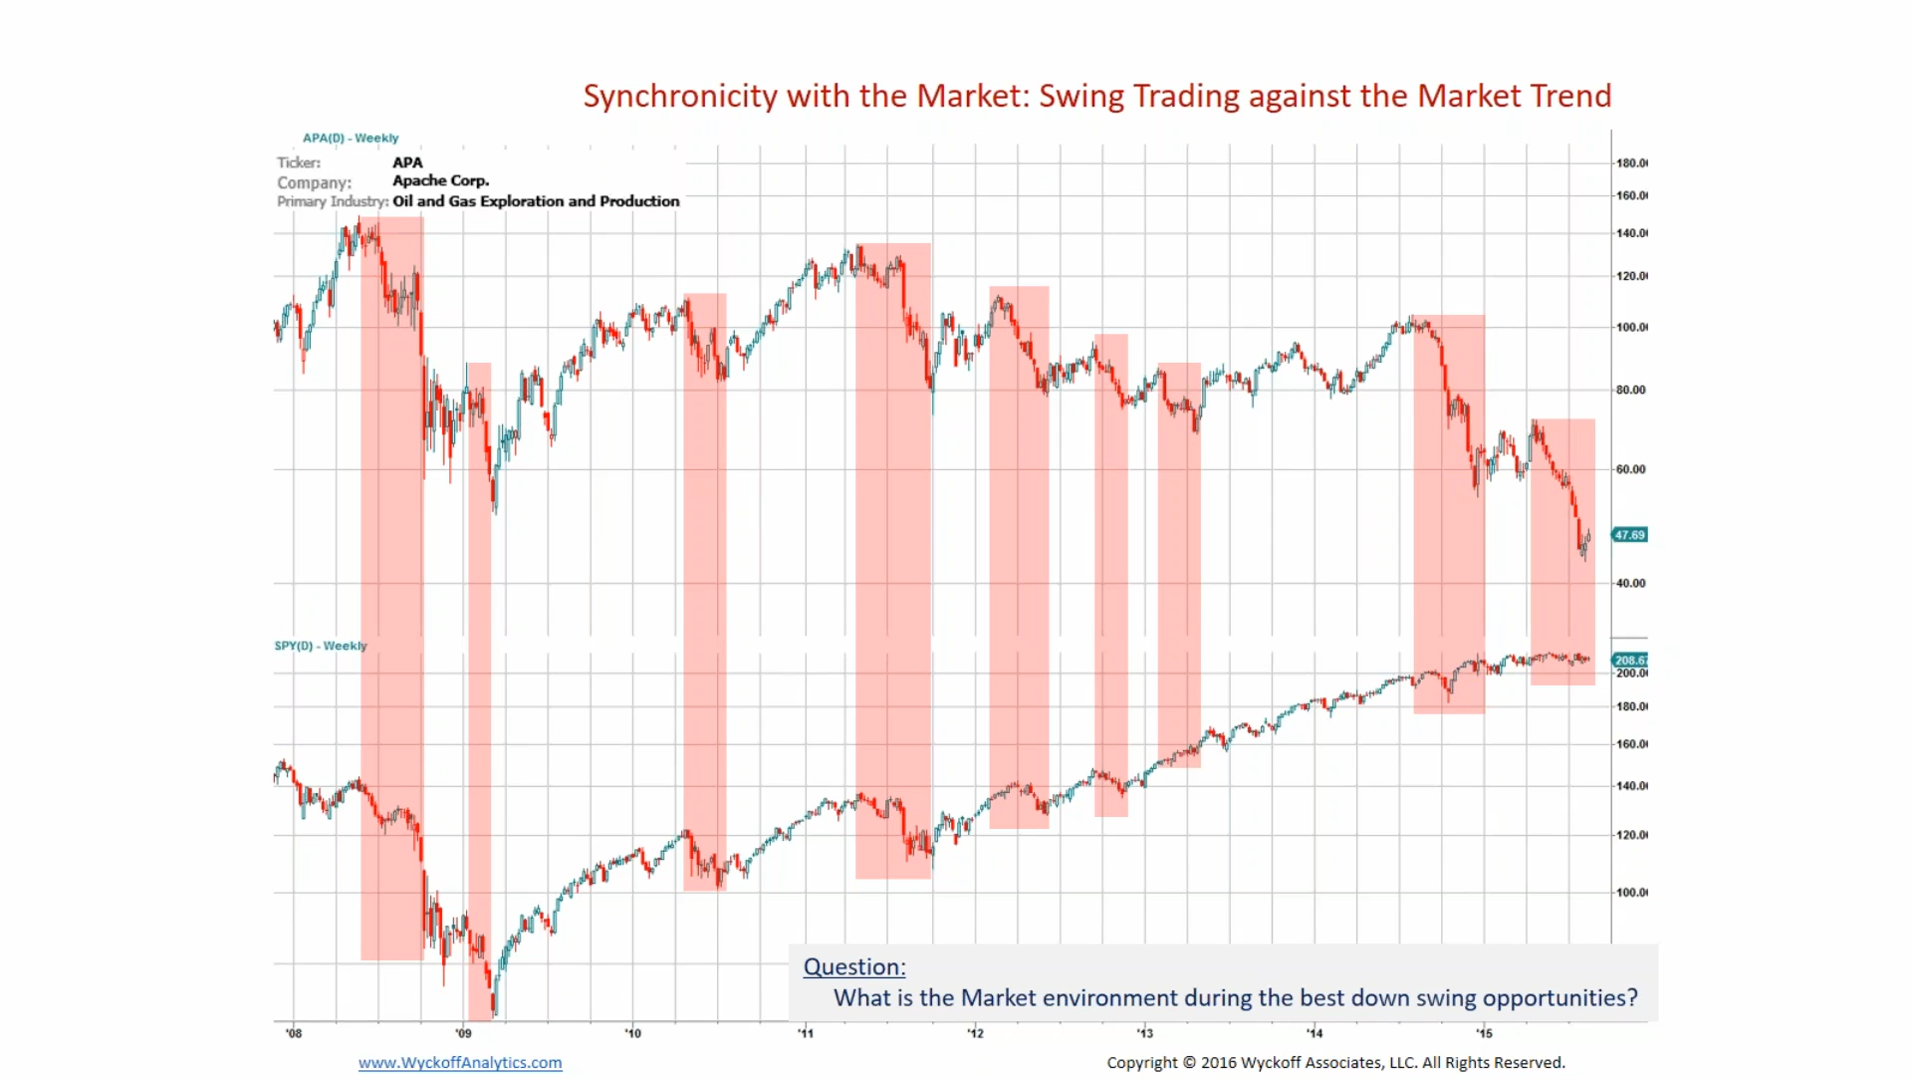 Synchronicity with the Market: Swing Trading against the Market Trend
APA(D) - Weekly
Ticker: APA
Company: Apache Corp.
Primary Industry: Oil and Gas Exploration and Production
180.00
160.00
140.00
120.00
100.00
80.00
60.00
47.69
40.00
SPY(D) - Weekly
208.67
200.00
180.00
160.00
140.00
120.00
100.00
Question:
What is the Market environment during the best down swing opportunities?
'08 '09 '10 '11 '12 '13 '14 '15
www.WyckoffAnalytics.com
Copyright © 2016 Wyckoff Associates, LLC. All Rights Reserved.